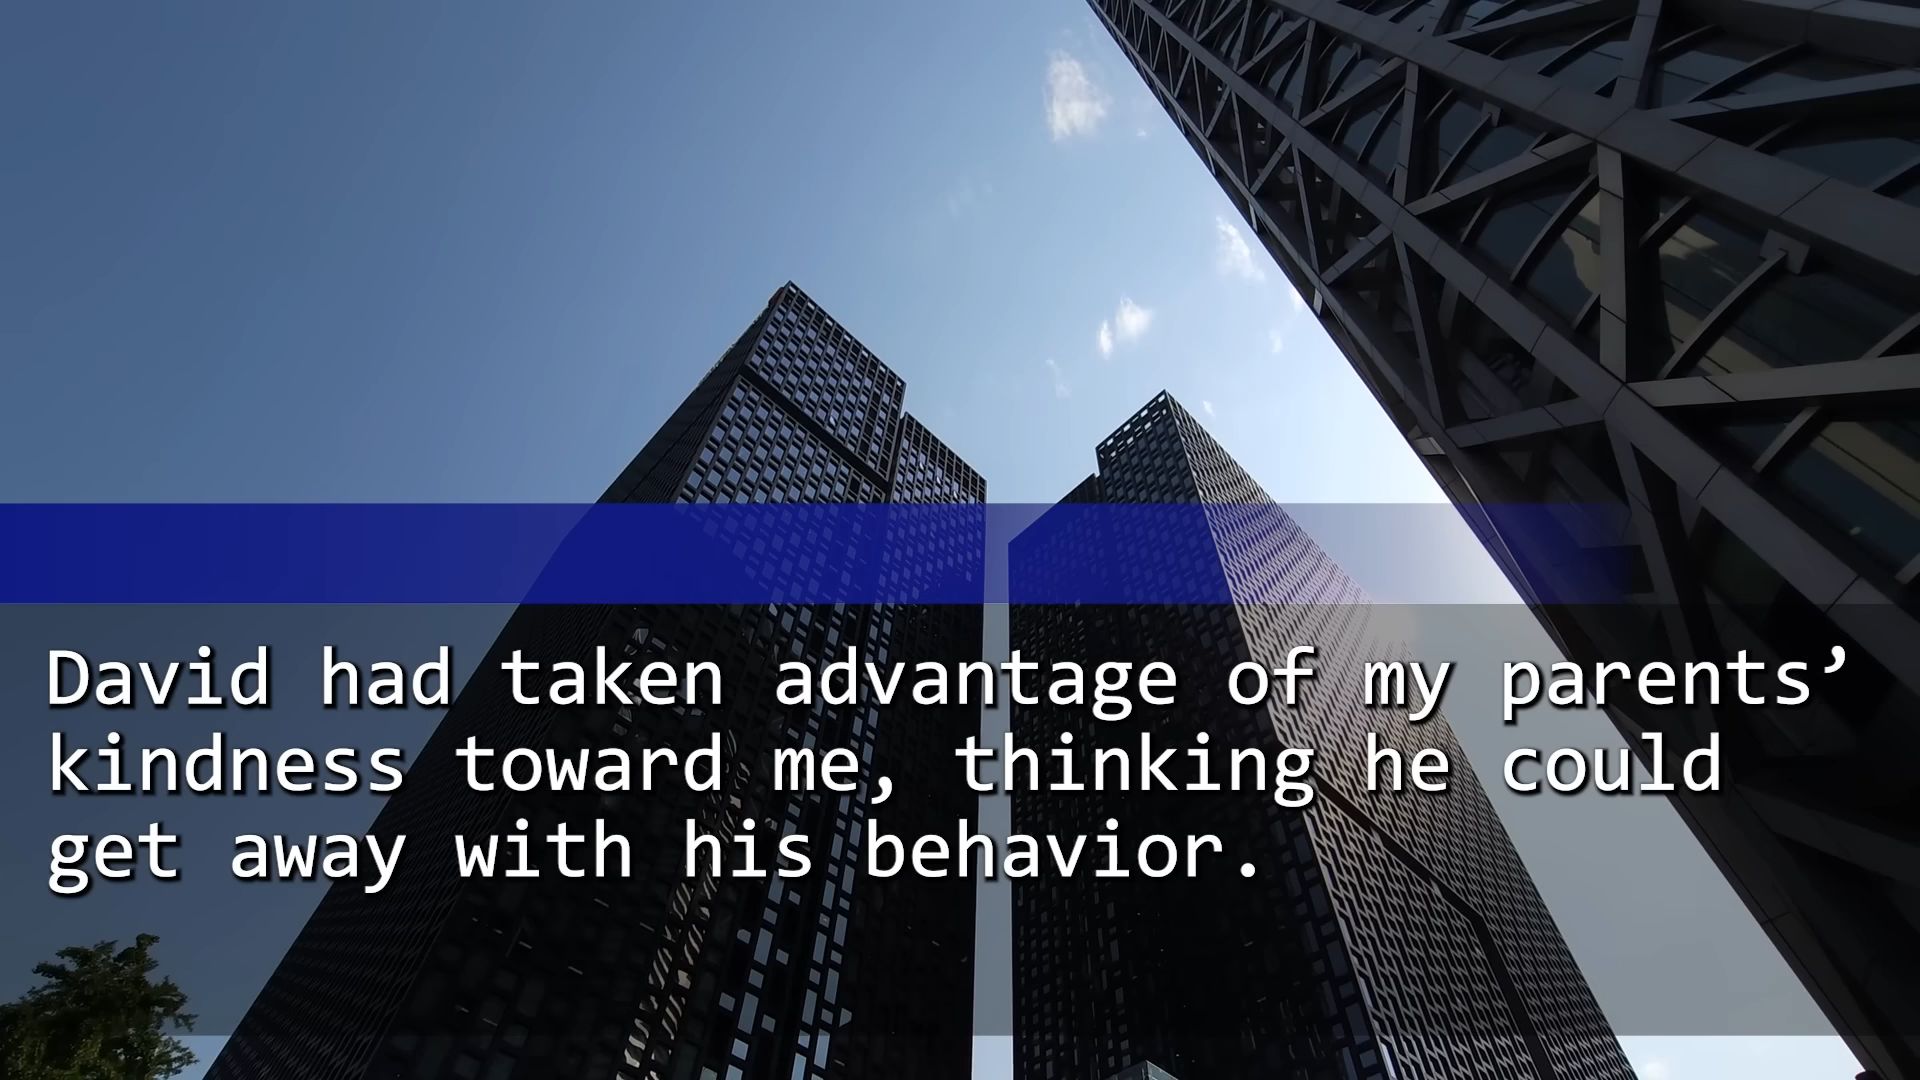 David had taken advantage of my parents’
kindness toward me, thinking he could
get away with his behavior.